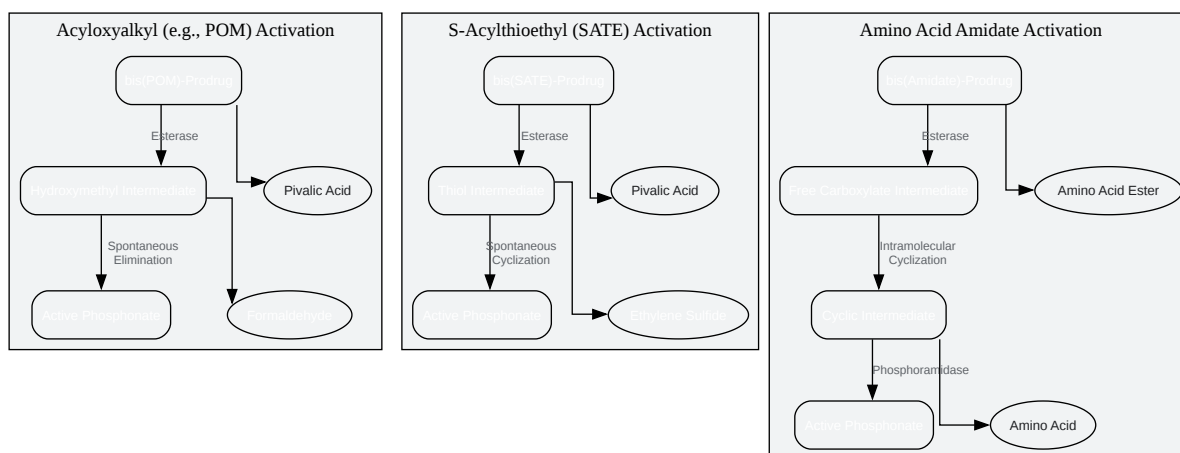 Acyloxyalkyl (e.g., POM) Activation
bis(POM)-Prodrug
Esterase
Hydroxymethyl Intermediate
Pivalic Acid
Spontaneous
Elimination
Active Phosphonate
Formaldehyde
S-Acylthioethyl (SATE) Activation
bis(SATE)-Prodrug
Esterase
Thiol Intermediate
Pivalic Acid
Spontaneous
Cyclization
Active Phosphonate
Ethylene Sulfide
Amino Acid Amidate Activation
bis(Amidate)-Prodrug
Esterase
Free Carboxylate Intermediate
Amino Acid Ester
Intramolecular
Cyclization
Cyclic Intermediate
Phosphoramidase
Active Phosphonate
Amino Acid